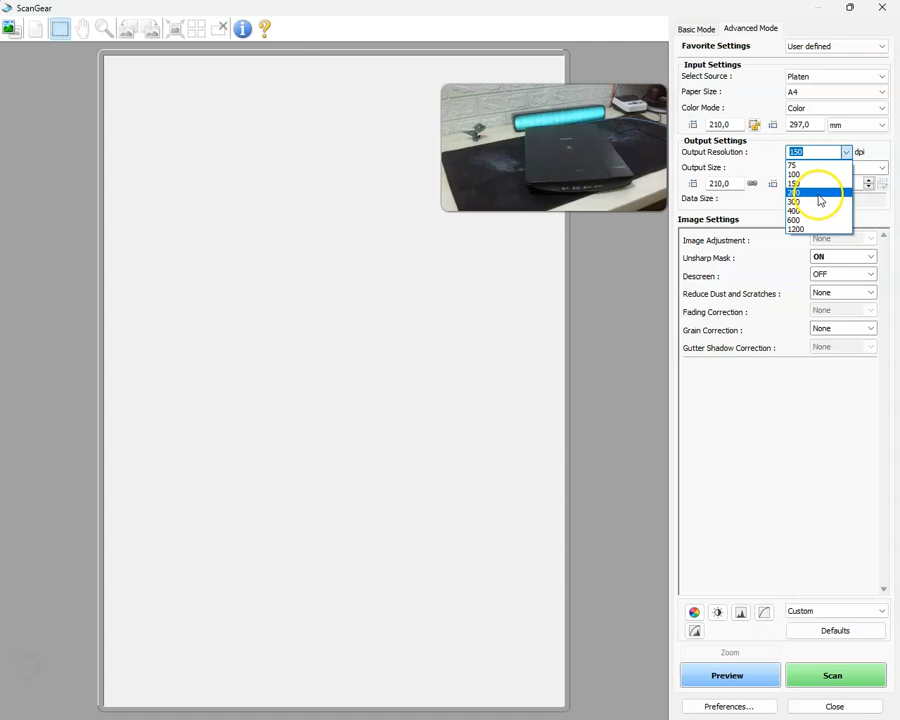 ScanGear
Basic Mode
Advanced Mode
Favorite Settings
User defined
Input Settings
Select Source :
Platen
Paper Size :
A4
Color Mode :
Color
210,0
297,0
mm
Output Settings
Output Resolution :
150
dpi
75
100
150
200
300
400
600
1200
Output Size :
210,0
Data Size :
Image Settings
Image Adjustment :
None
Unsharp Mask :
ON
Descreen :
OFF
Reduce Dust and Scratches :
None
Fading Correction :
None
Grain Correction :
None
Gutter Shadow Correction :
None
Custom
Defaults
Zoom
Preview
Scan
Preferences...
Close